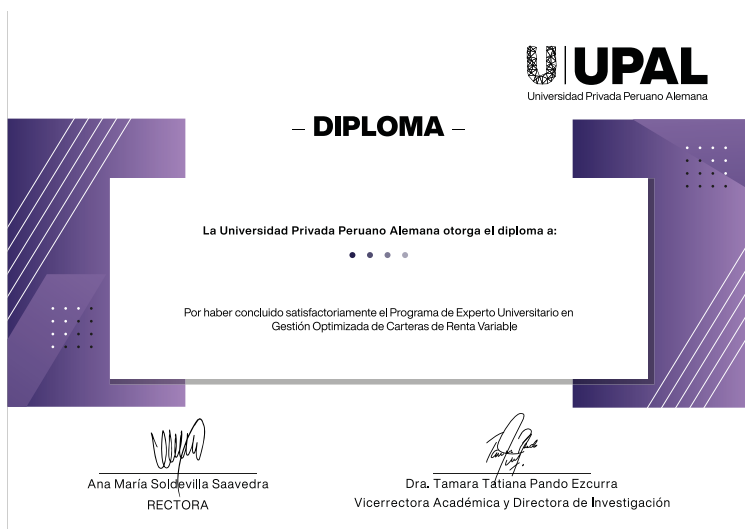 UPAL
Universidad Privada Peruano Alemana
– DIPLOMA –
La Universidad Privada Peruano Alemana otorga el diploma a:
Por haber concluido satisfactoriamente el Programa de Experto Universitario en
Gestión Optimizada de Carteras de Renta Variable
Ana María Soldevilla Saavedra
RECTORA
Dra. Tamara Tatiana Pando Ezcurra
Vicerrectora Académica y Directora de Investigación